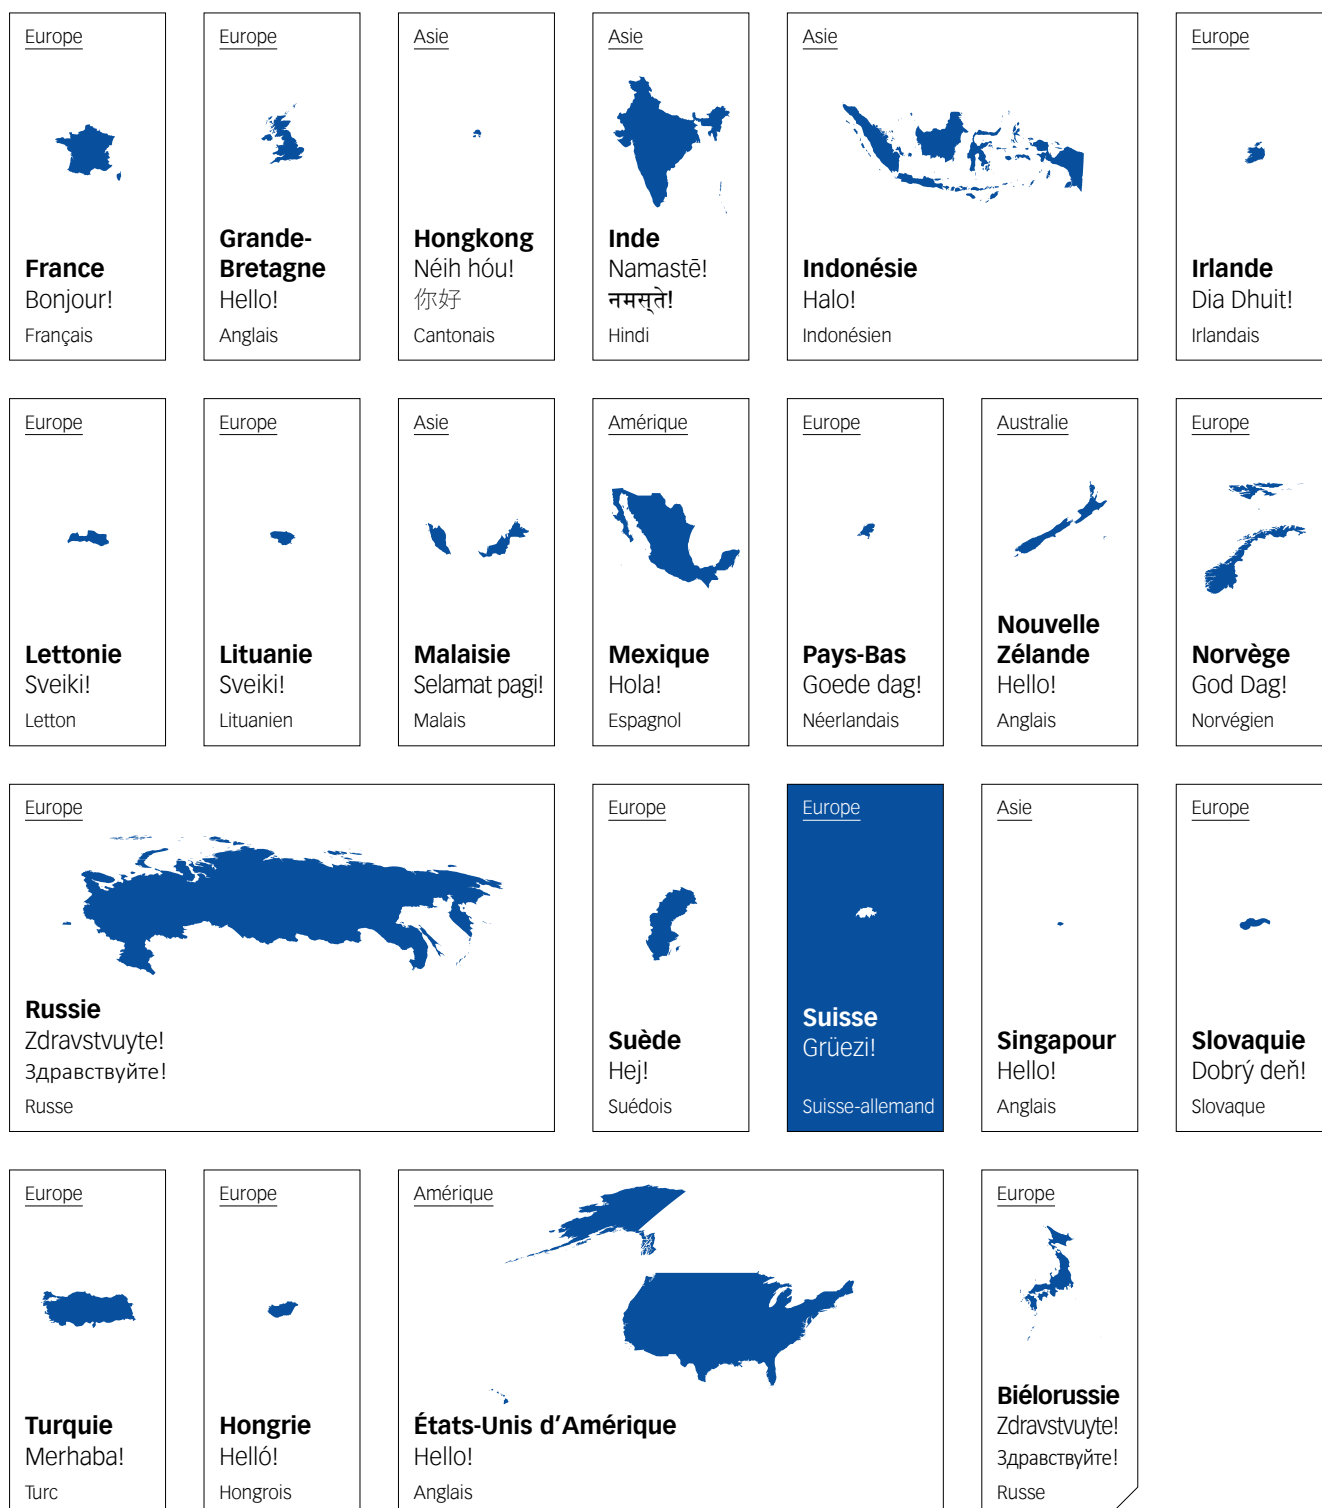 Europe
France
Bonjour!
Français
Europe
Grande-
Bretagne
Hello!
Anglais
Asie
Hongkong
Néih hóu!
你好
Cantonais
Asie
Inde
Namastē!
नमस्ते!
Hindi
Asie
Indonésie
Halo!
Indonésien
Europe
Irlande
Dia Dhuit!
Irlandais
Europe
Lettonie
Sveiki!
Letton
Europe
Lituanie
Sveiki!
Lituanien
Asie
Malaisie
Selamat pagi!
Malais
Amérique
Mexique
Hola!
Espagnol
Europe
Pays-Bas
Goede dag!
Néerlandais
Australie
Nouvelle
Zélande
Hello!
Anglais
Europe
Norvège
God Dag!
Norvégien
Europe
Russie
Zdravstvuyte!
Здравствуйте!
Russe
Europe
Suède
Hej!
Suédois
Europe
Suisse
Grüezi!
Suisse-allemand
Asie
Singapour
Hello!
Anglais
Europe
Slovaquie
Dobrý deň!
Slovaque
Europe
Turquie
Merhaba!
Turc
Europe
Hongrie
Helló!
Hongrois
Amérique
États-Unis d’Amérique
Hello!
Anglais
Europe
Biélorussie
Zdravstvuyte!
Здравствуйте!
Russe